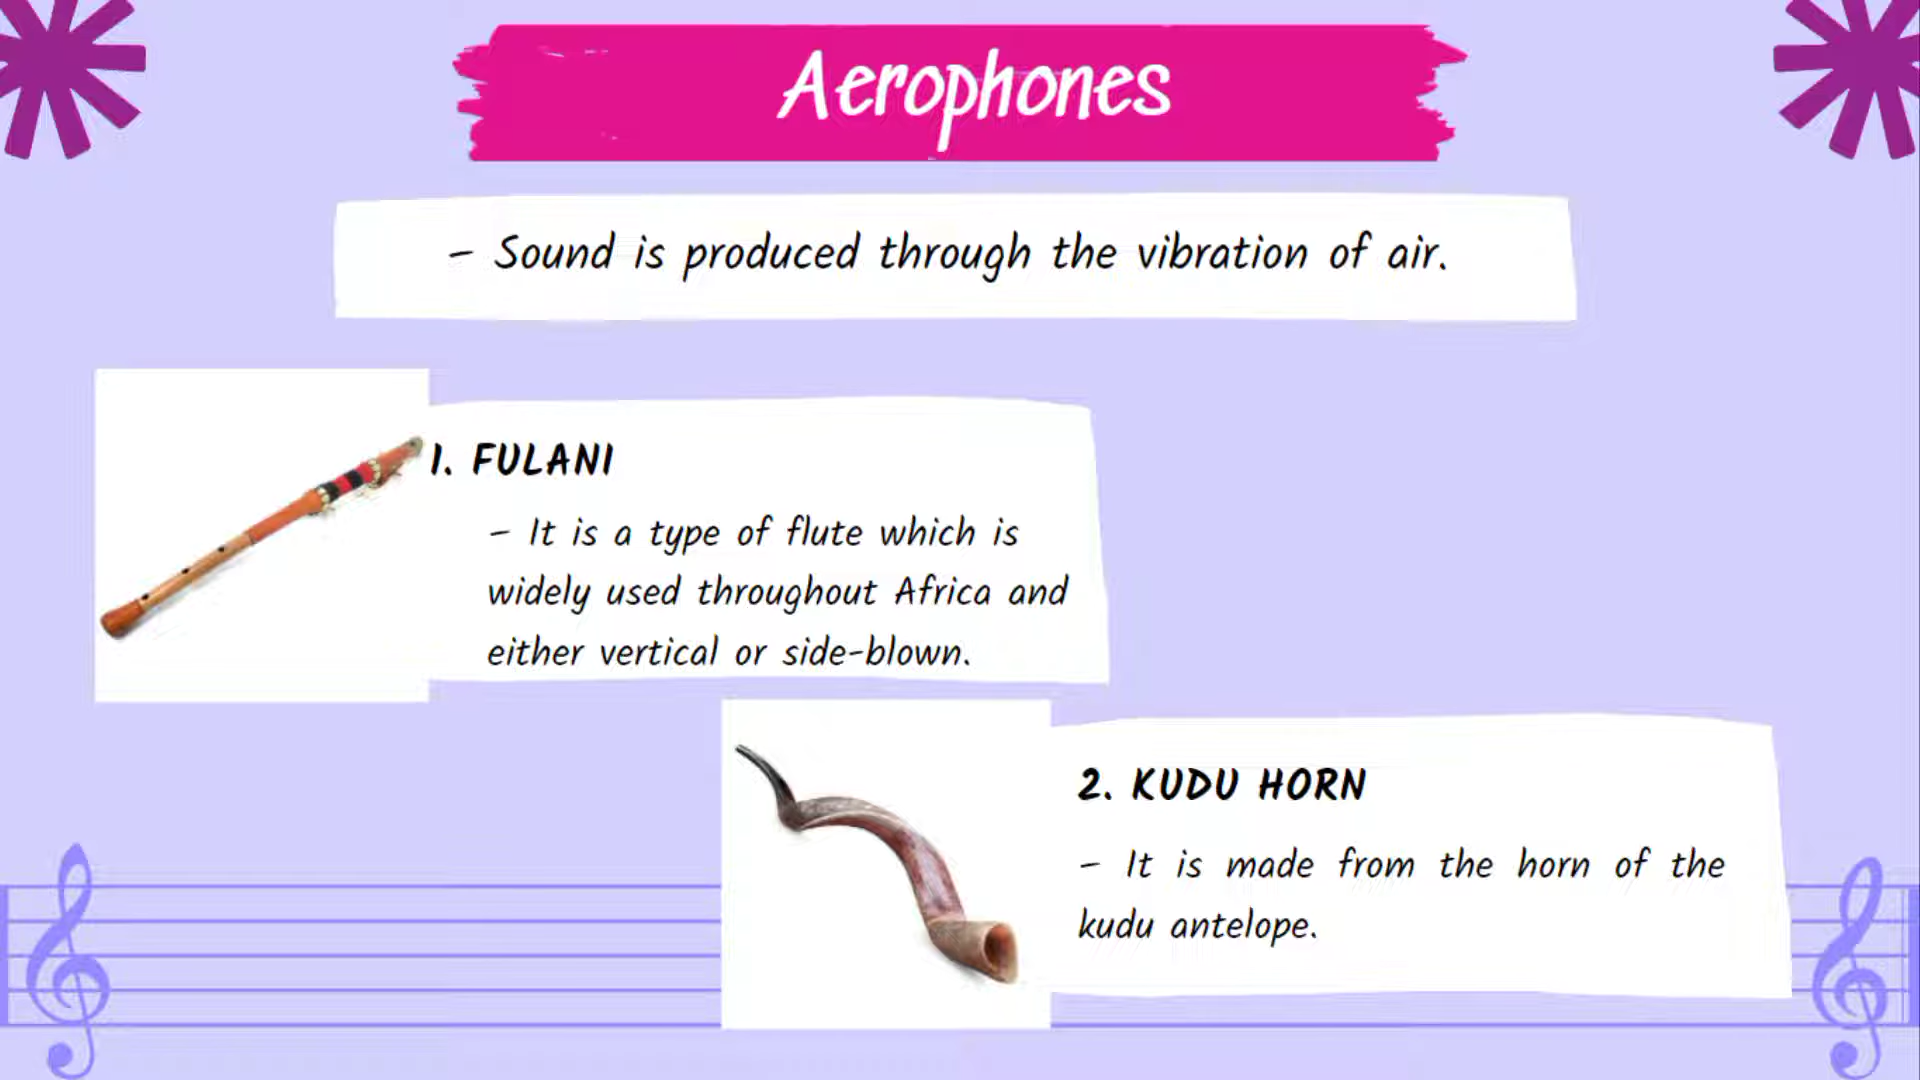 Aerophones
– Sound is produced through the vibration of air.
1. FULANI
– It is a type of flute which is
widely used throughout Africa and
either vertical or side-blown.
2. KUDU HORN
– It is made from the horn of the
kudu antelope.